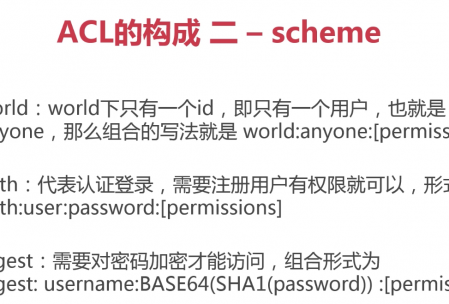 ACL的构成 二 – scheme
orld：world下只有一个id，即只有一个用户，也就是
yone，那么组合的写法就是 world:anyone:[permiss
th：代表认证登录，需要注册用户有权限就可以，形式
th:user:password:[permissions]
gest：需要对密码加密才能访问，组合形式为
gest: username:BASE64(SHA1(password)) :[permis